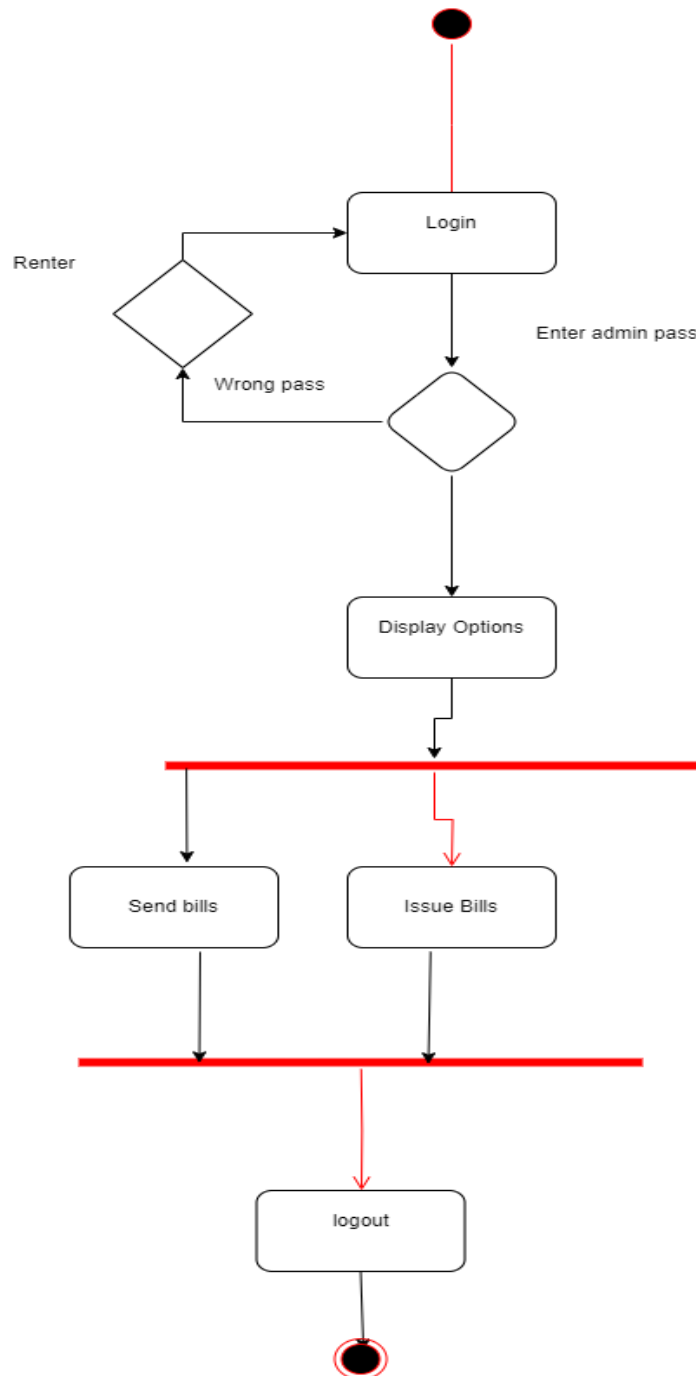 Login
Renter
Enter admin pass
Wrong pass
Display Options
Send bills
Issue Bills
logout